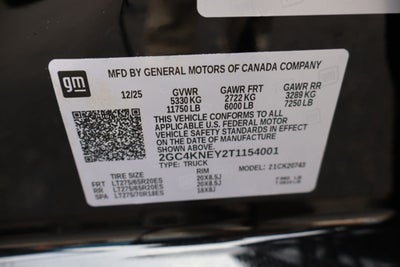 gm
MFD BY GENERAL MOTORS OF CANADA COMPANY
12/25 GVWR GAWR FRT GAWR RR
5330 KG 2722 KG 3289 KG
11750 LB 6000 LB 7250 LB
THIS VEHICLE CONFORMS TO ALL
APPLICABLE U.S. FEDERAL MOTOR
VEHICLE SAFETY STANDARDS IN EFFECT
ON THE DATE OF MANUFACTURE
SHOWN ABOVE.
2GC4KNEY2T1154001
TYPE: TRUCK 21CK20743
TIRE SIZE RIM
FRT LT275/65R20ES 20X8.5J
RR LT275/65R20ES 20X8.5J
SPA LT275/70R18ES 18X8J